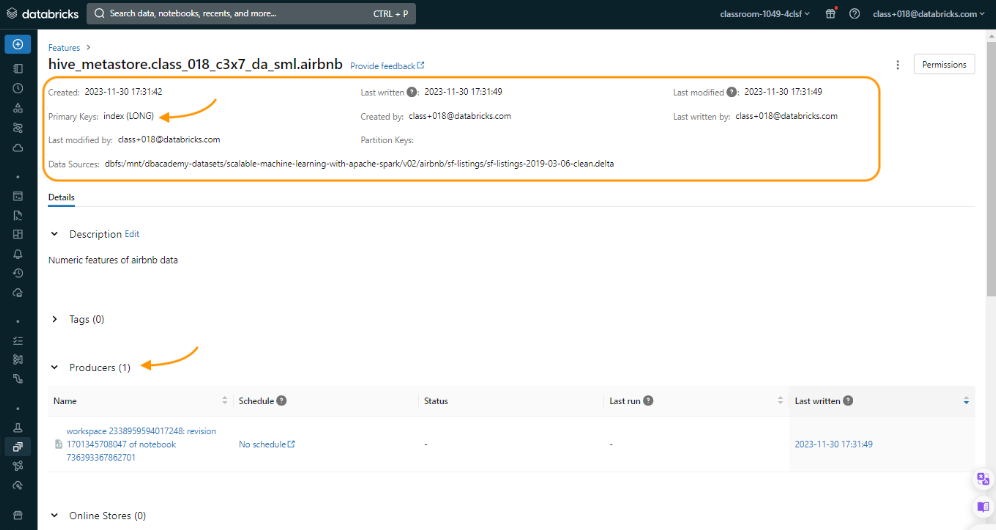 databricks
Search data, notebooks, recents, and more... CTRL + P
classroom-1049-4clsf
class+018@databricks.com
Features >
hive_metastore.class_018_c3x7_da_sml.airbnb Provide feedback
Permissions
Created: 2023-11-30 17:31:42 Last written ? : 2023-11-30 17:31:49 Last modified ? : 2023-11-30 17:31:49
Primary Keys: index (LONG) Created by: class+018@databricks.com Last written by: class+018@databricks.com
Last modified by: class+018@databricks.com Partition Keys:
Data Sources: dbfs:/mnt/dbacademy-datasets/scalable-machine-learning-with-apache-spark/v02/airbnb/sf-listings/sf-listings-2019-03-06-clean.delta
Details
Description Edit
Numeric features of airbnb data
Tags (0)
Producers (1)
Name Schedule ? Status Last run ? Last written ?
workspace 2338959594017248: revision
1701345708047 of notebook No schedule - - 2023-11-30 17:31:49
736393367862701
Online Stores (0)